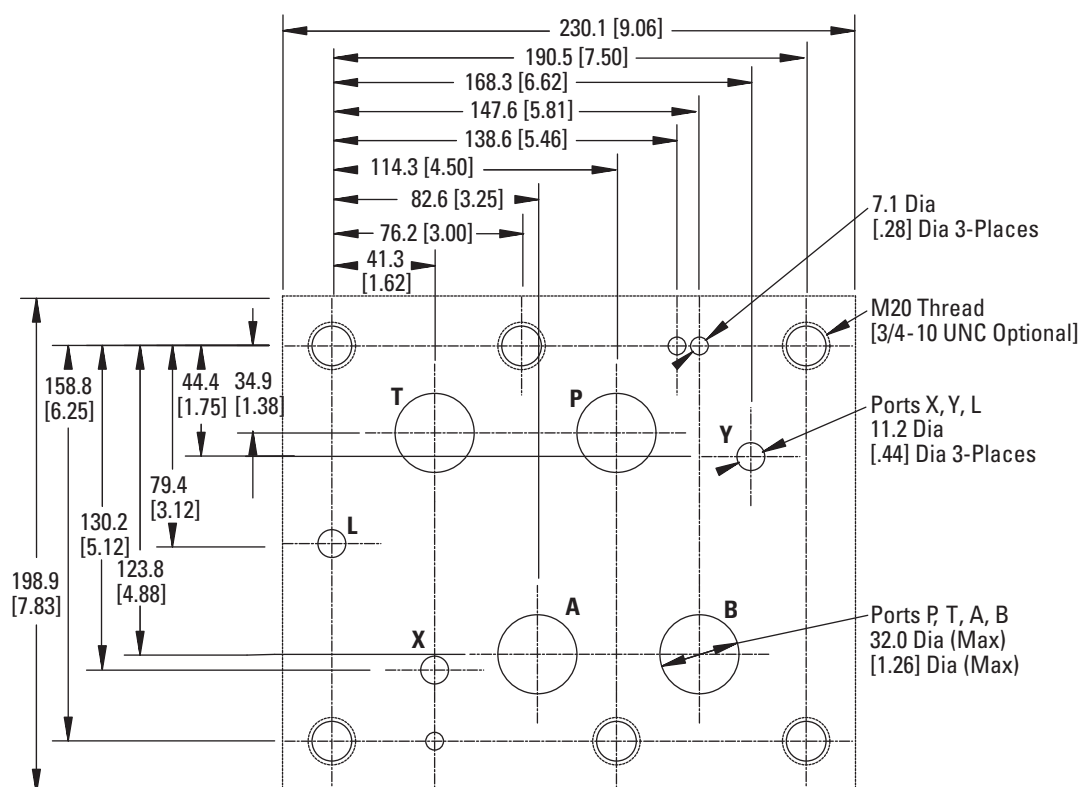 230.1 [9.06]
190.5 [7.50]
168.3 [6.62]
147.6 [5.81]
138.6 [5.46]
114.3 [4.50]
82.6 [3.25]
76.2 [3.00]
41.3
[1.62]
7.1 Dia
[.28] Dia 3-Places
M20 Thread
[3/4-10 UNC Optional]
158.8
[6.25]
44.4
[1.75]
34.9
[1.38]
T
P
Y
Ports X, Y, L
11.2 Dia
[.44] Dia 3-Places
79.4
[3.12]
130.2
[5.12]
L
123.8
[4.88]
198.9
[7.83]
X
A
B
Ports P, T, A, B
32.0 Dia (Max)
[1.26] Dia (Max)